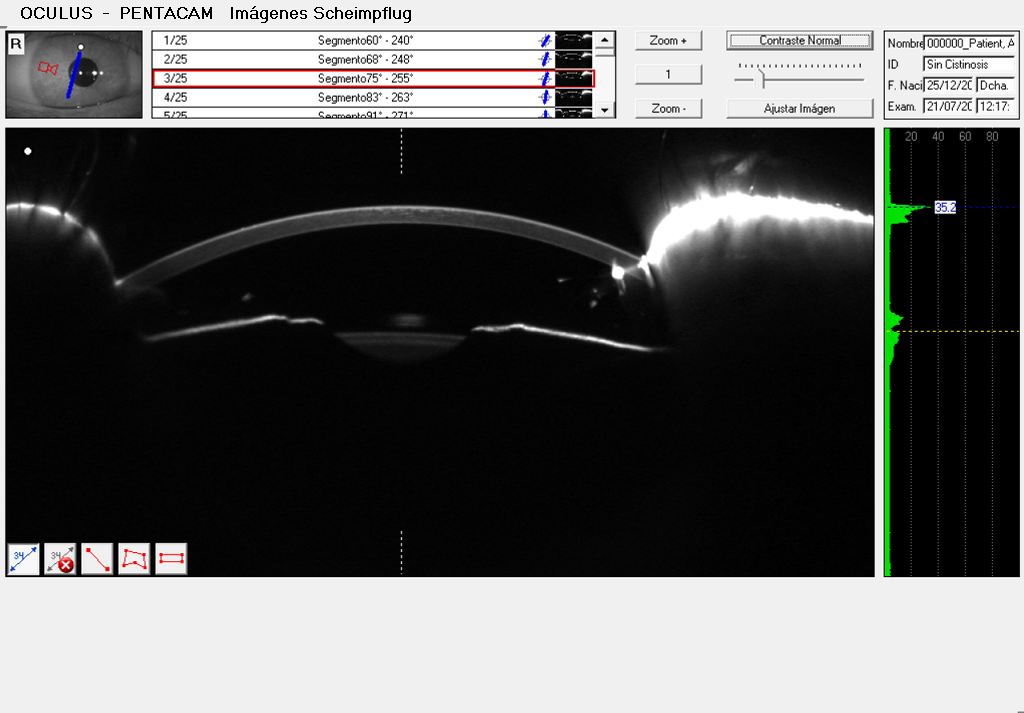 OCULUS - PENTACAM Imágenes Scheimpflug
R
1/25 Segmento60° - 240°
2/25 Segmento68° - 248°
3/25 Segmento75° - 255°
4/25 Segmento83° - 263°
5/25 Segmento91° - 271°
Zoom +
1
Zoom -
Contraste Normal
Ajustar Imágen
Nombre 000000_Patient, A
ID Sin Cistinosis
F. Naci 25/12/20 Dcha.
Exam. 21/07/20 12:17:
20 40 60 80
35.2
34
34